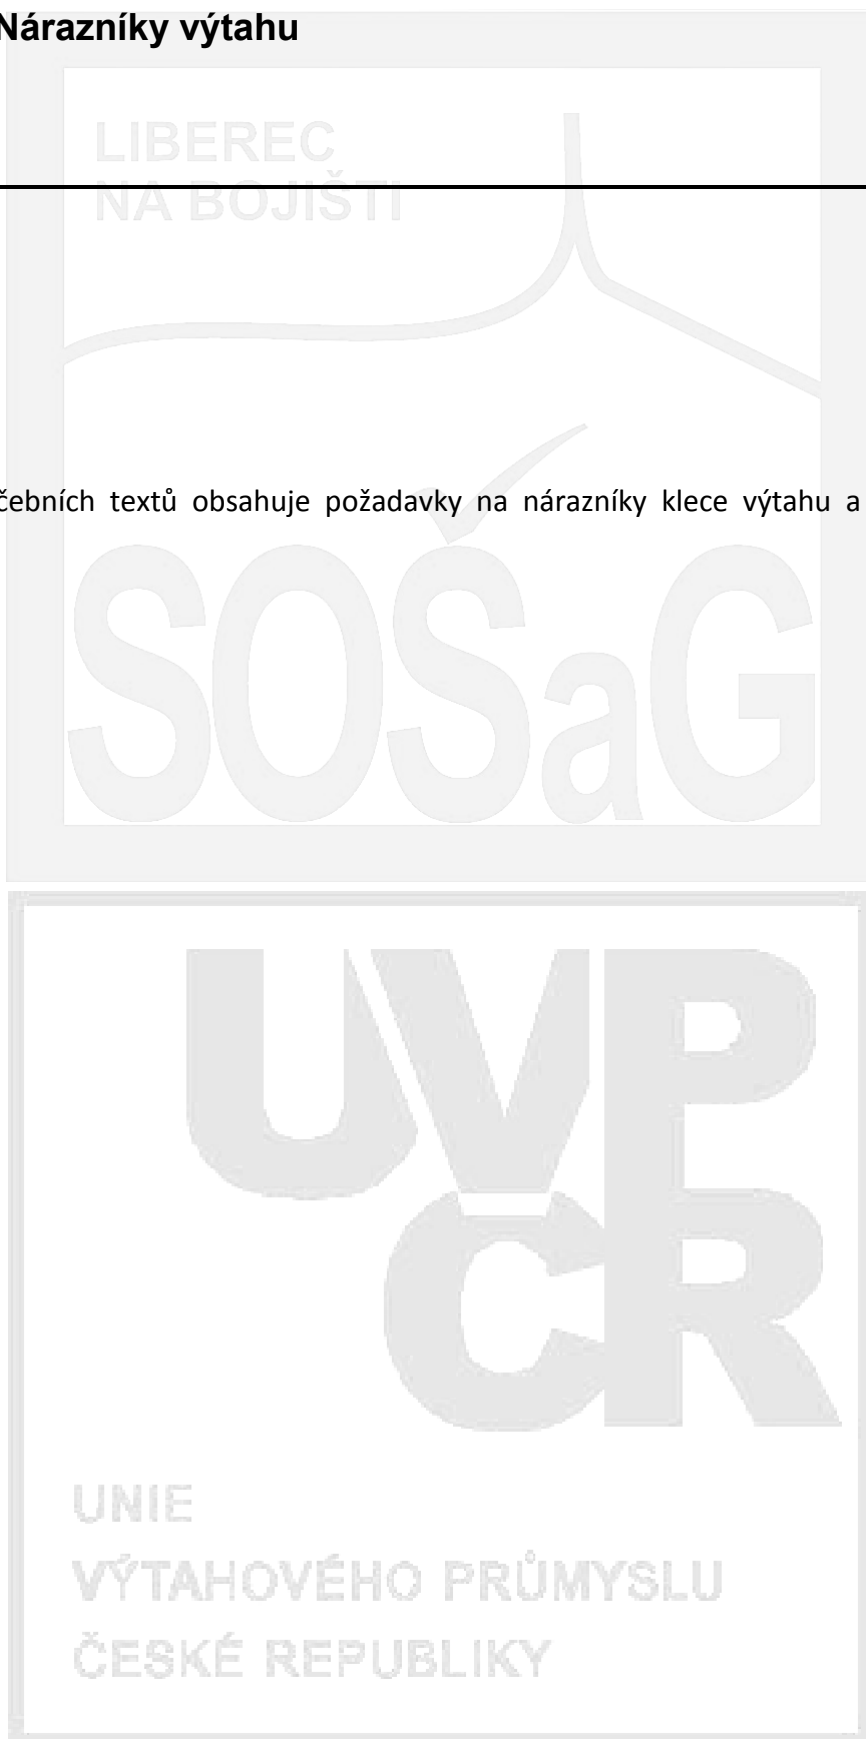 Nárazníky výtahu
LIBEREC
NA BOJIŠTI
čebních textů obsahuje požadavky na nárazníky klece výtahu a
SOŠaG
UVP
ČR
UNIE
VÝTAHOVÉHO PRŮMYSLU
ČESKÉ REPUBLIKY